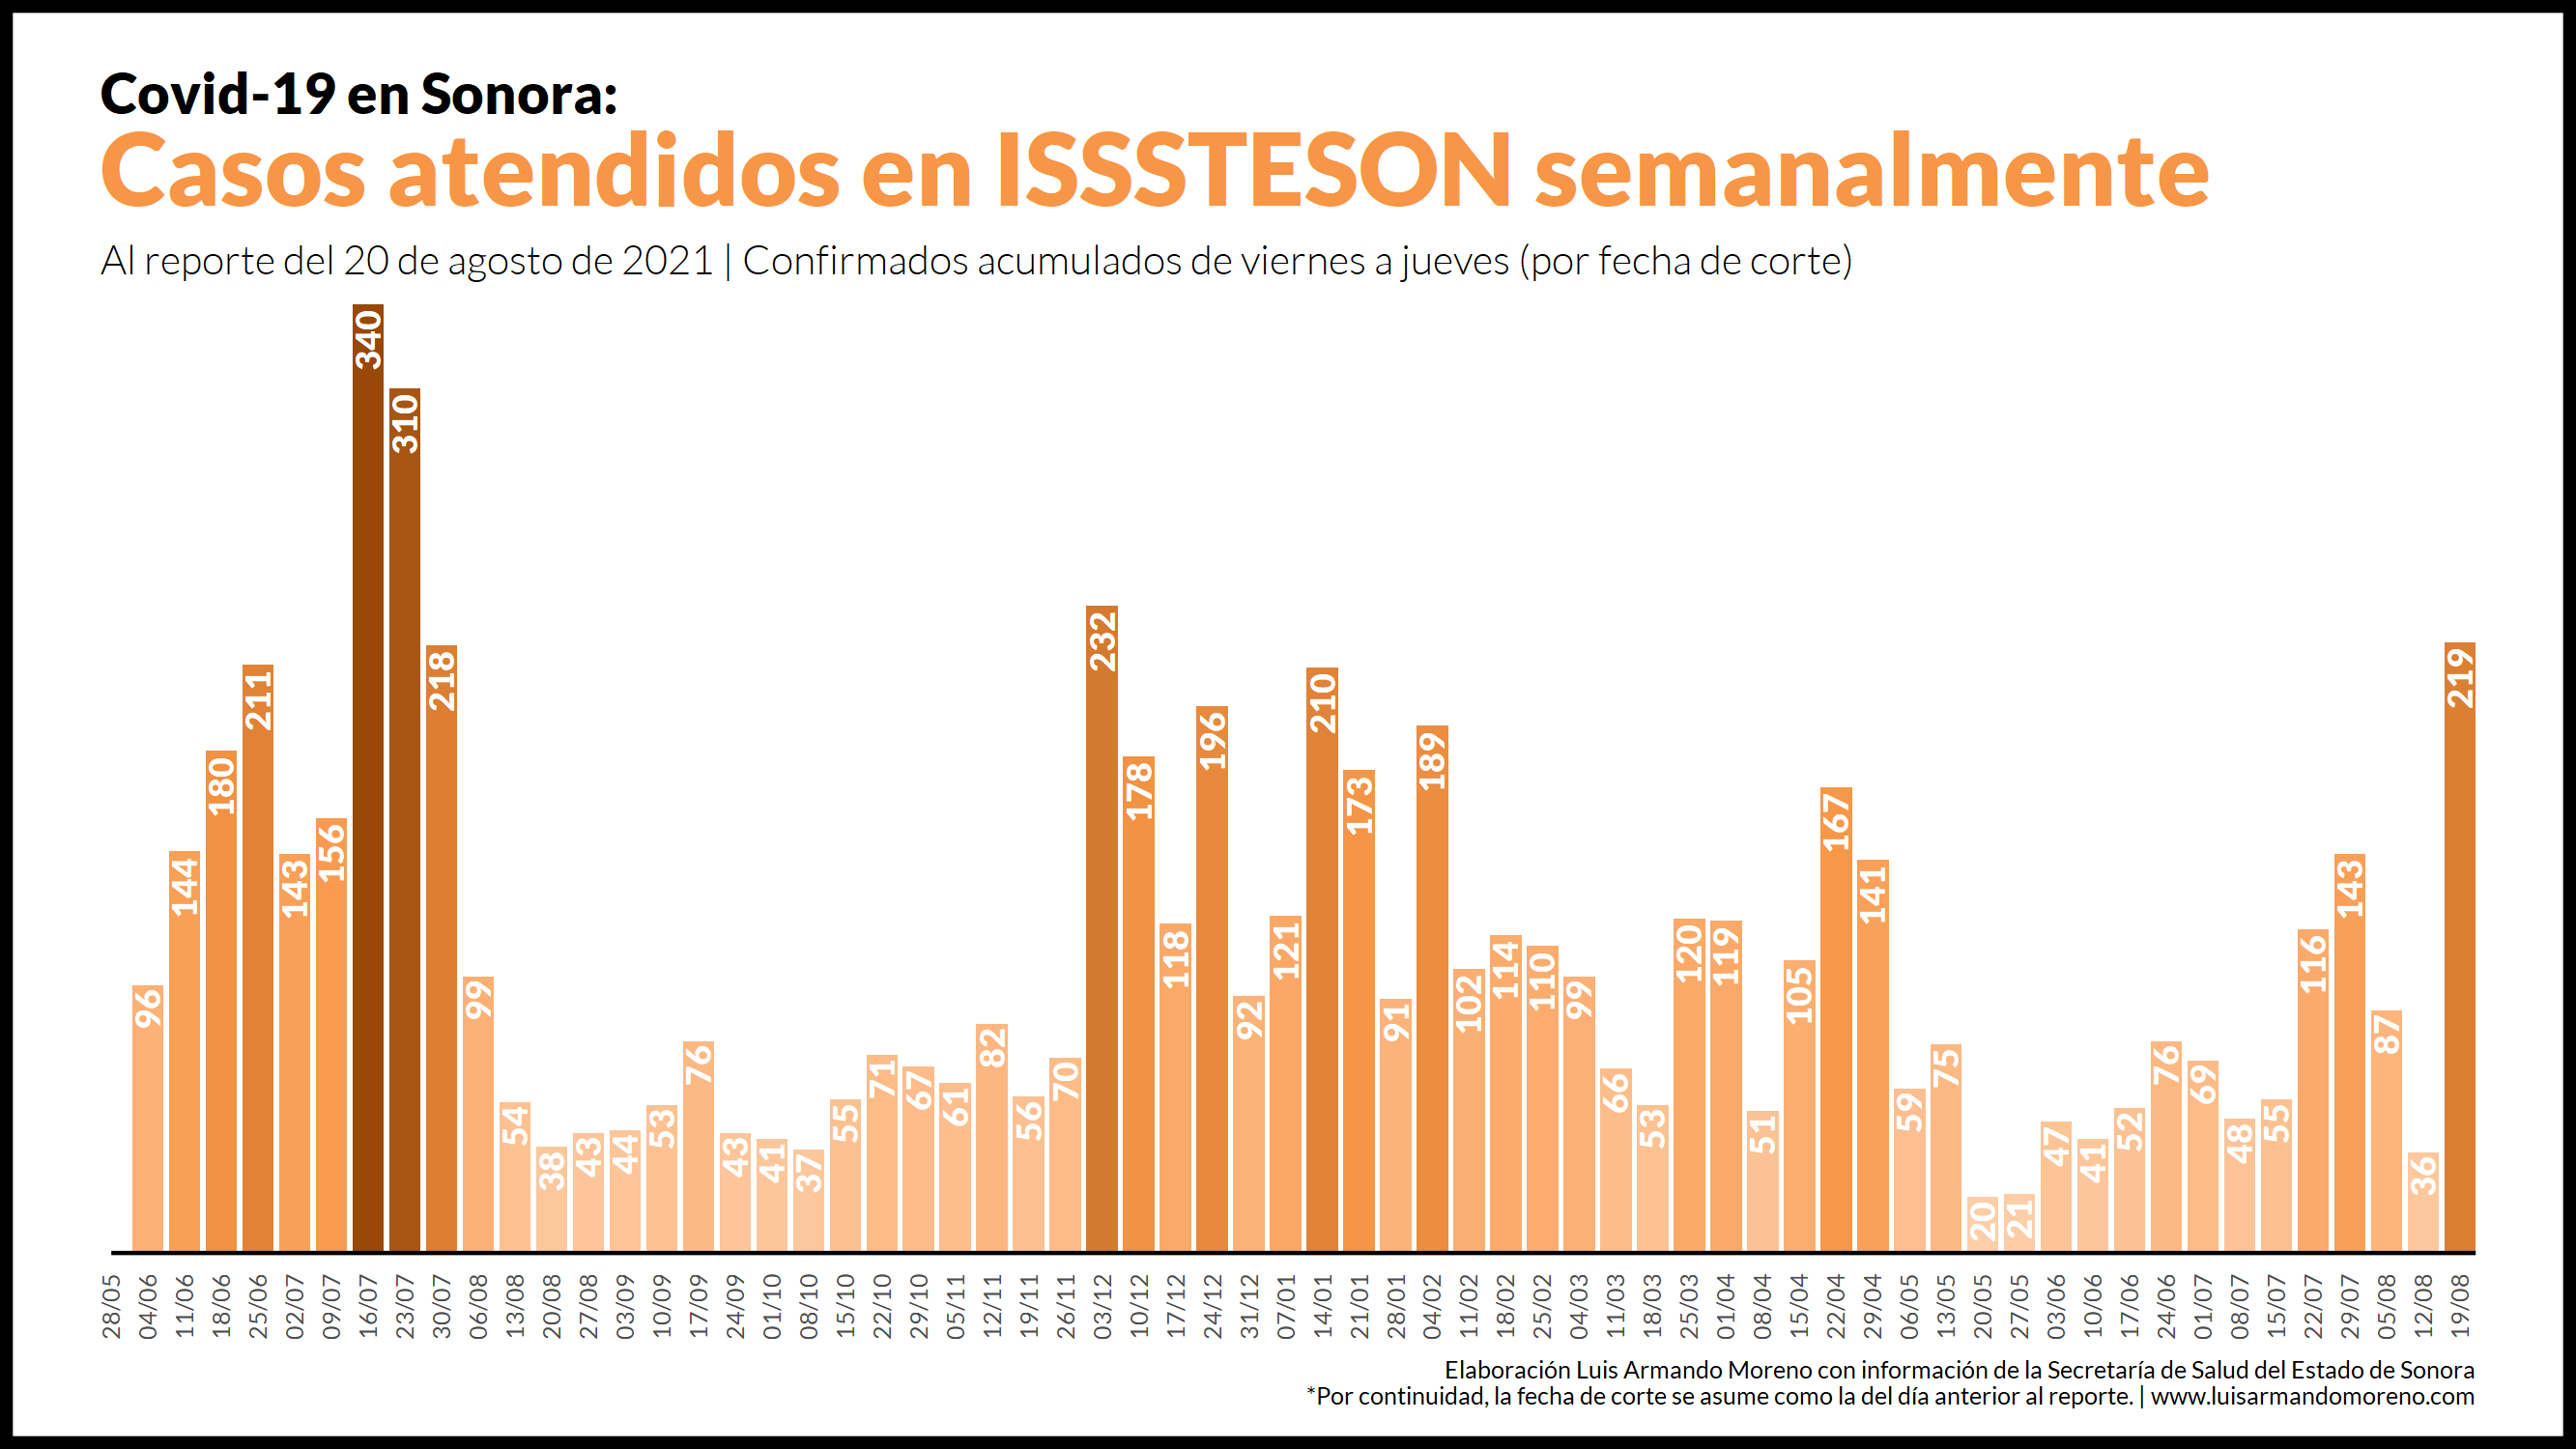 Covid-19 en Sonora:
Casos atendidos en ISSSTESON semanalmente
Al reporte del 20 de agosto de 2021 | Confirmados acumulados de viernes a jueves (por fecha de corte)
96 144 180 211 143 156 340 310 218 99 54 38 43 44 53 76 43 41 37 55 71 67 61 82 56 70 232 178 118 196 92 121 210 173 91 189 102 114 110 99 66 53 120 119 51 105 167 141 59 75 20 21 47 41 52 76 69 48 55 116 143 87 36 219
28/05 04/06 11/06 18/06 25/06 02/07 09/07 16/07 23/07 30/07 06/08 13/08 20/08 27/08 03/09 10/09 17/09 24/09 01/10 08/10 15/10 22/10 29/10 05/11 12/11 19/11 26/11 03/12 10/12 17/12 24/12 31/12 07/01 14/01 21/01 28/01 04/02 11/02 18/02 25/02 04/03 11/03 18/03 25/03 01/04 08/04 15/04 22/04 29/04 06/05 13/05 20/05 27/05 03/06 10/06 17/06 24/06 01/07 08/07 15/07 22/07 29/07 05/08 12/08 19/08
Elaboración Luis Armando Moreno con información de la Secretaría de Salud del Estado de Sonora
*Por continuidad, la fecha de corte se asume como la del día anterior al reporte. | www.luisarmandomoreno.com